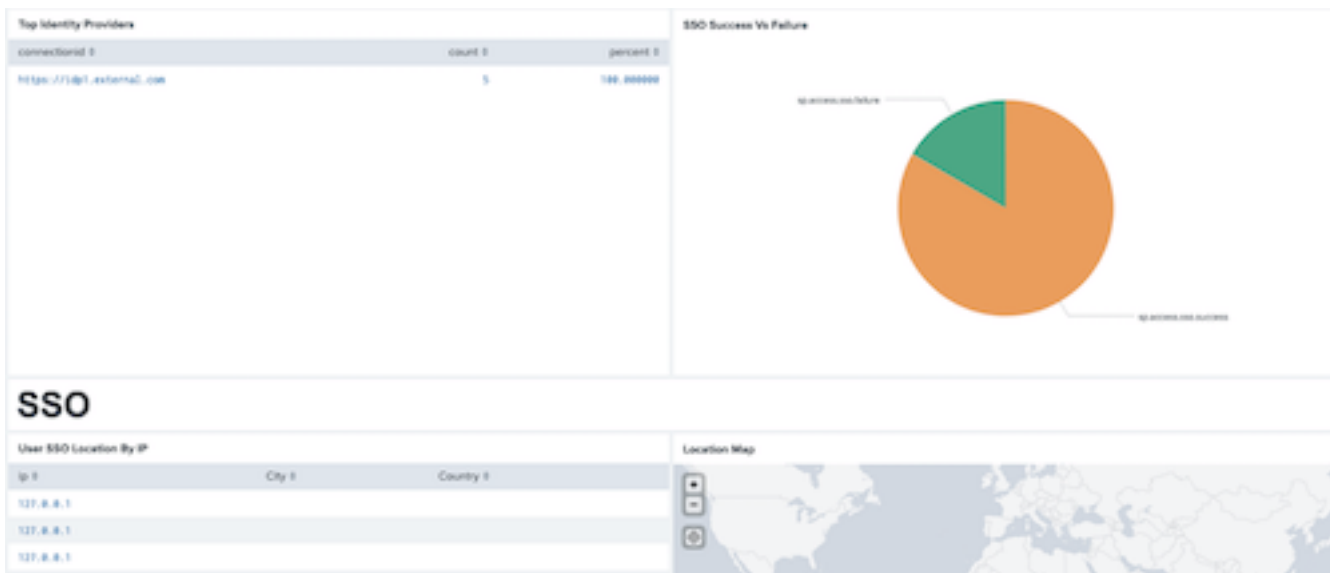 Top Identity Providers
connectionid count percent
https://idp1.external.com 5 100.000000
SSO Success Vs Failure
sp.access.sso.failure
sp.access.sso.success
SSO
User SSO Location By IP
ip City Country
127.0.0.1
127.0.0.1
127.0.0.1
Location Map
+
−